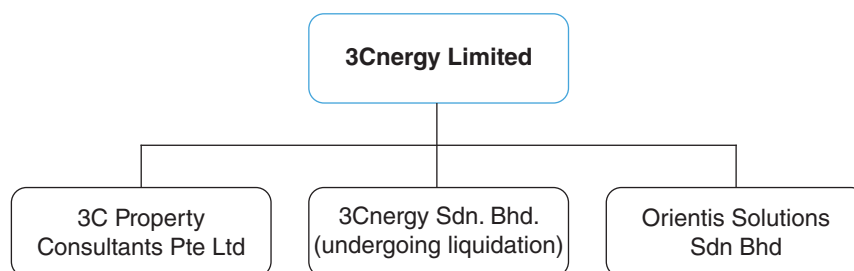 3Cnergy Limited
3C Property
Consultants Pte Ltd
3Cnergy Sdn. Bhd.
(undergoing liquidation)
Orientis Solutions
Sdn Bhd